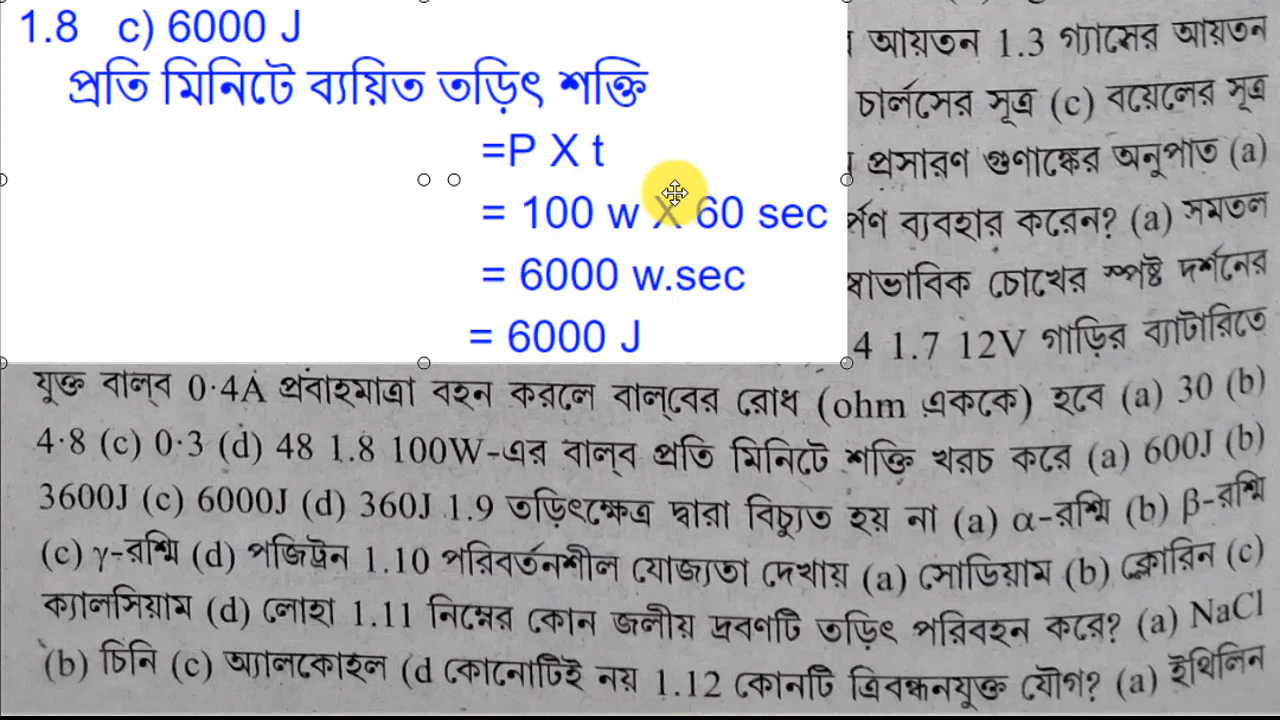 1.8 c) 6000 J
প্রতি মিনিটে ব্যয়িত তড়িৎ শক্তি
=P X t
= 100 w X 60 sec
= 6000 w.sec
= 6000 J
আয়তন 1.3 গ্যাসের আয়তন
চার্লসের সূত্র (c) বয়েলের সূত্র
প্রসারণ গুণাঙ্কের অনুপাত (a)
ব্যবহার করেন? (a) সমতল
স্বাভাবিক চোখের স্পষ্ট দর্শনের
4 1.7 12V গাড়ির ব্যাটারিতে
যুক্ত বাল্‌ব 0·4A প্রবাহমাত্রা বহন করলে বাল্‌বের রোধ (ohm এককে) হবে (a) 30 (b)
4·8 (c) 0·3 (d) 48 1.8 100W-এর বাল্‌ব প্রতি মিনিটে শক্তি খরচ করে (a) 600J (b)
3600J (c) 6000J (d) 360J 1.9 তড়িৎক্ষেত্র দ্বারা বিচ্যুত হয় না (a) α-রশ্মি (b) β-রশ্মি
(c) γ-রশ্মি (d) পজিট্রন 1.10 পরিবর্তনশীল যোজ্যতা দেখায় (a) সোডিয়াম (b) ক্লোরিন (c)
ক্যালসিয়াম (d) লোহা 1.11 নিম্নের কোন জলীয় দ্রবণটি তড়িৎ পরিবহন করে? (a) NaCl
(b) চিনি (c) অ্যালকোহল (d কোনোটিই নয় 1.12 কোনটি ত্রিবন্ধনযুক্ত যৌগ? (a) ইথিলিন